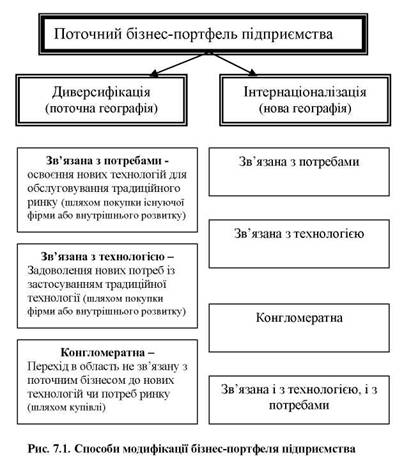 Поточний бізнес-портфель підприємства
Диверсифікація
(поточна географія)
Інтернаціоналізація
(нова географія)
Зв'язана з потребами -
освоєння нових технологій для
обслуговування традиційного
ринку (шляхом покупки існуючої
фірми або внутрішнього розвитку)
Зв'язана з потребами
Зв'язана з технологією –
Задоволення нових потреб із
застосуванням традиційної
технології (шляхом покупки
фірми або внутрішнього розвитку)
Зв'язана з технологією
Конгломератна –
Перехід в область не зв'язану з
поточним бізнесом до нових
технологій чи потреб ринку
(шляхом купівлі)
Конгломератна
Зв'язана і з технологією, і з
потребами
Рис. 7.1. Способи модифікації бізнес-портфеля підприємства